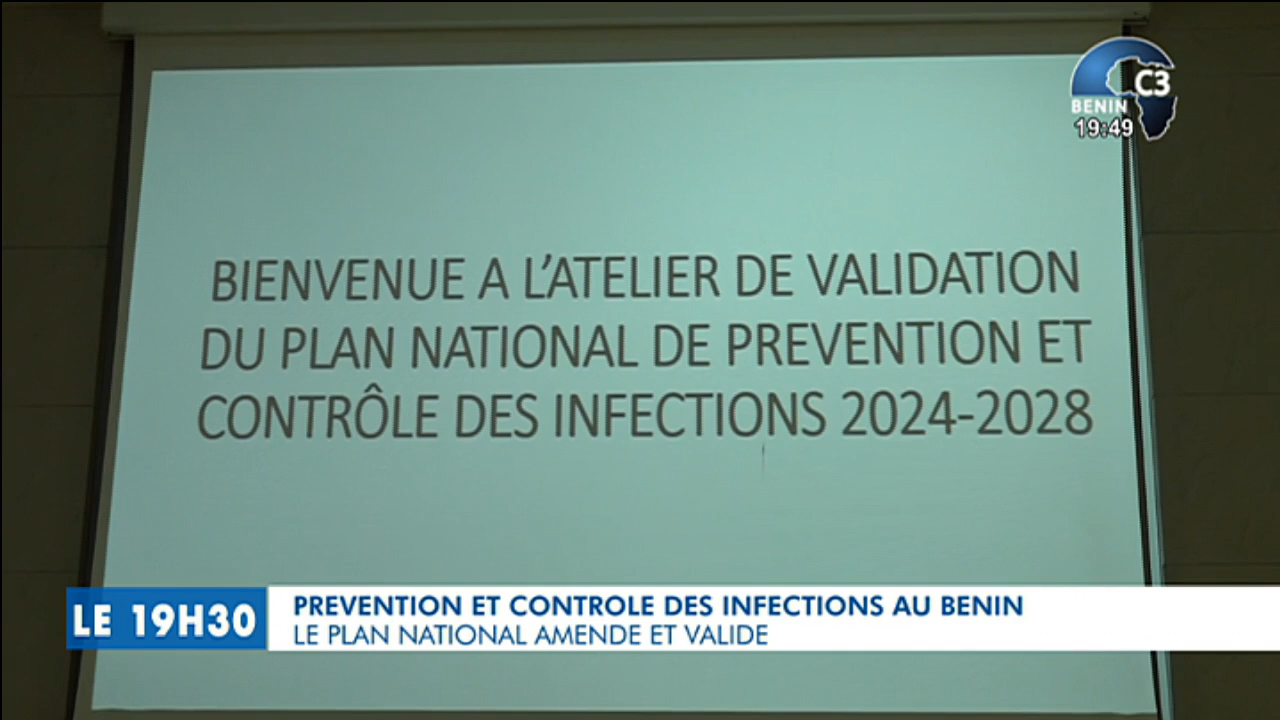 C3
BENIN
19:49
BIENVENUE A L'ATELIER DE VALIDATION
DU PLAN NATIONAL DE PREVENTION ET
CONTRÔLE DES INFECTIONS 2024-2028
LE 19H30
PREVENTION ET CONTROLE DES INFECTIONS AU BENIN
LE PLAN NATIONAL AMENDE ET VALIDE